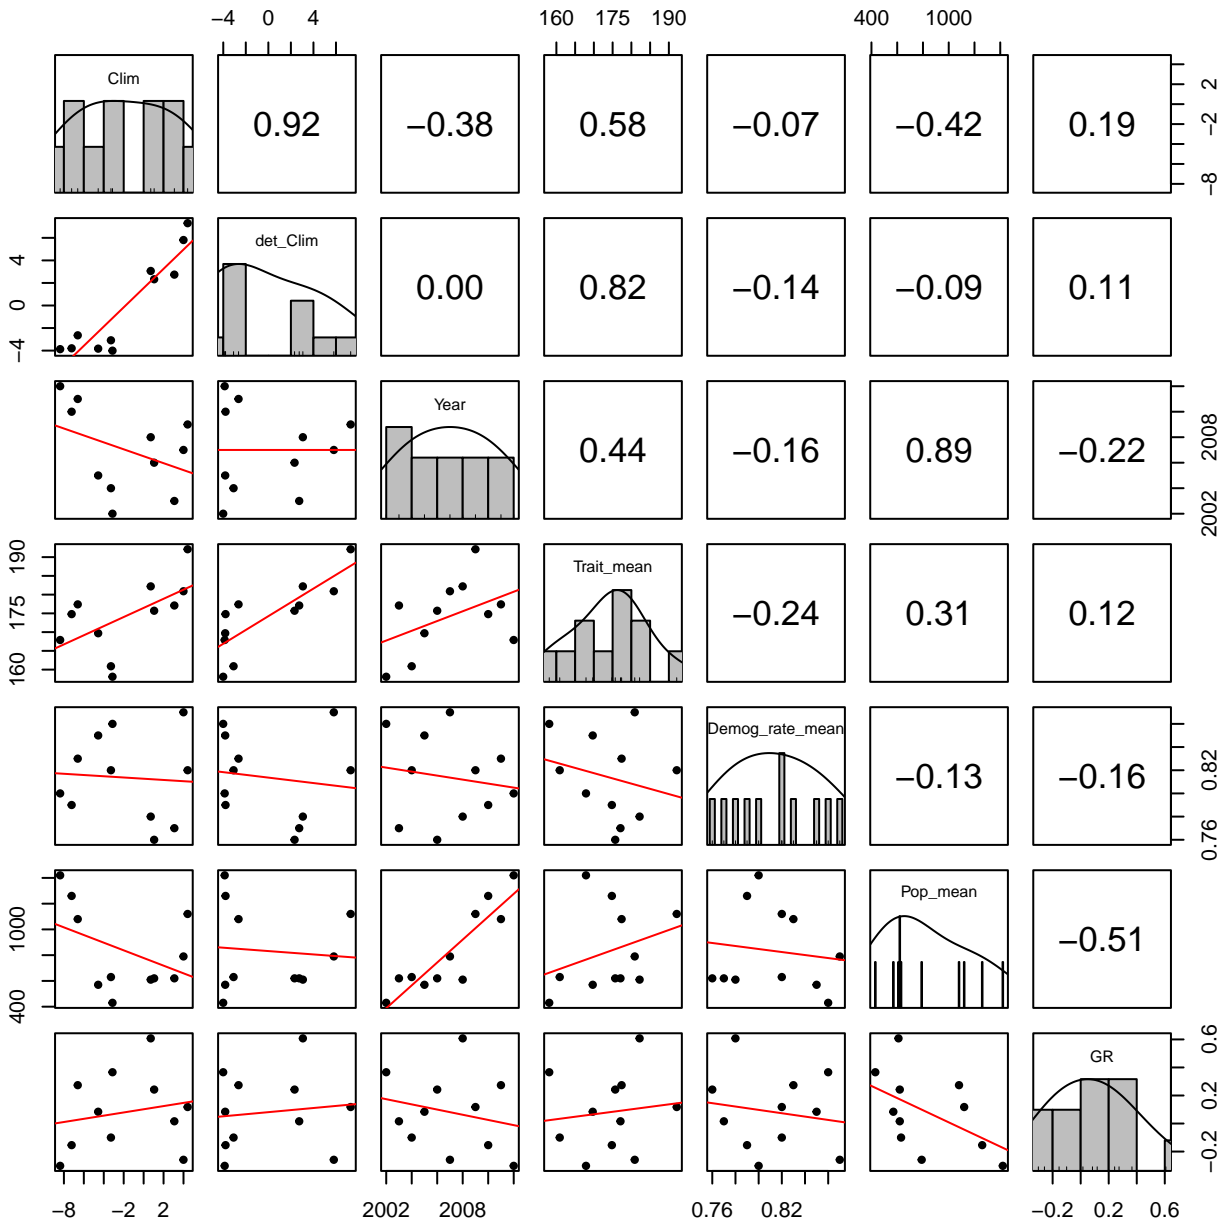 −4 0 4 160 175 190 400 1000
Clim 0.92 −0.38 0.58 −0.07 −0.42 0.19 −8 −2 2
−4 0 4 det_Clim 0.00 0.82 −0.14 −0.09 0.11
Year 0.44 −0.16 0.89 −0.22 2002 2008
160 175 190 Trait_mean −0.24 0.31 0.12
Demog_rate_mean −0.13 −0.16 0.76 0.82
400 1000 Pop_mean −0.51
GR −0.2 0.2 0.6
−8 −2 2 2002 2008 0.76 0.82 −0.2 0.2 0.6